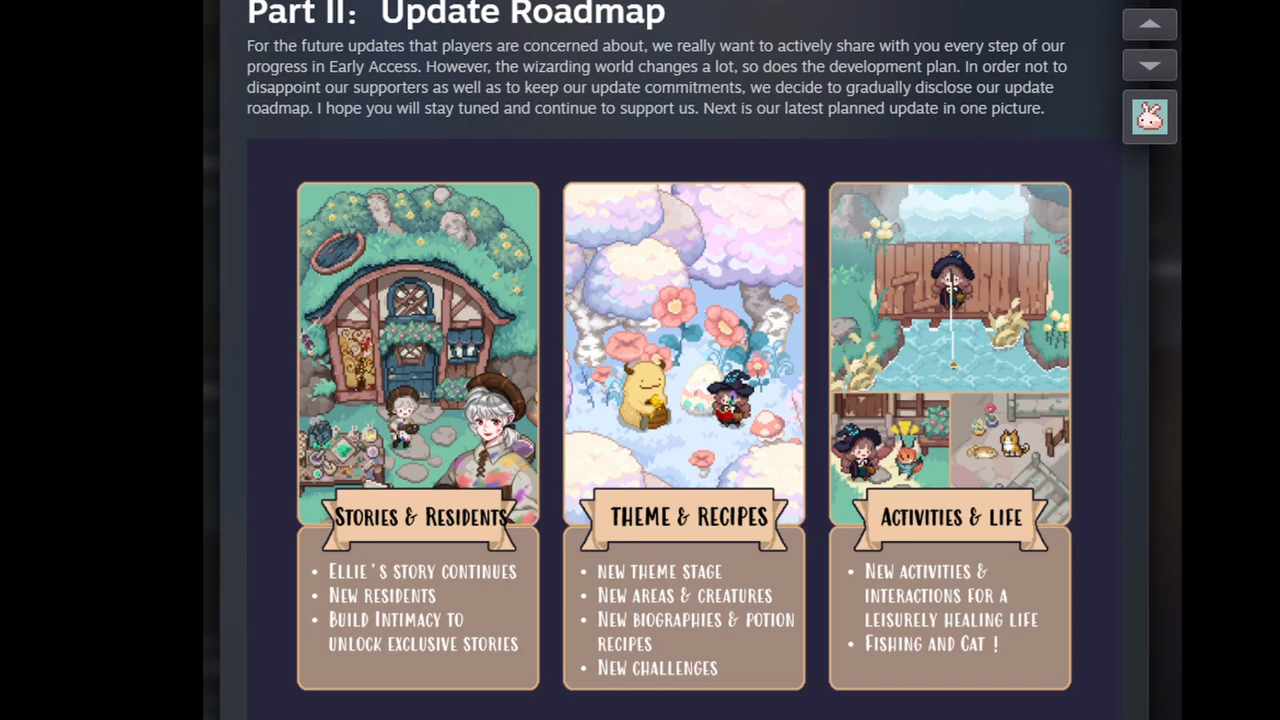 Part II： Update Roadmap
For the future updates that players are concerned about, we really want to actively share with you every step of our
progress in Early Access. However, the wizarding world changes a lot, so does the development plan. In order not to
disappoint our supporters as well as to keep our update commitments, we decide to gradually disclose our update
roadmap. I hope you will stay tuned and continue to support us. Next is our latest planned update in one picture.
STORIES & RESIDENTS
• ELLIE'S STORY CONTINUES
• NEW RESIDENTS
• BUILD INTIMACY TO
UNLOCK EXCLUSIVE STORIES
THEME & RECIPES
• NEW THEME STAGE
• NEW AREAS & CREATURES
• NEW BIOGRAPHIES & POTION
RECIPES
• NEW CHALLENGES
ACTIVITIES & LIFE
• NEW ACTIVITIES &
INTERACTIONS FOR A
LEISURELY HEALING LIFE
• FISHING AND CAT !